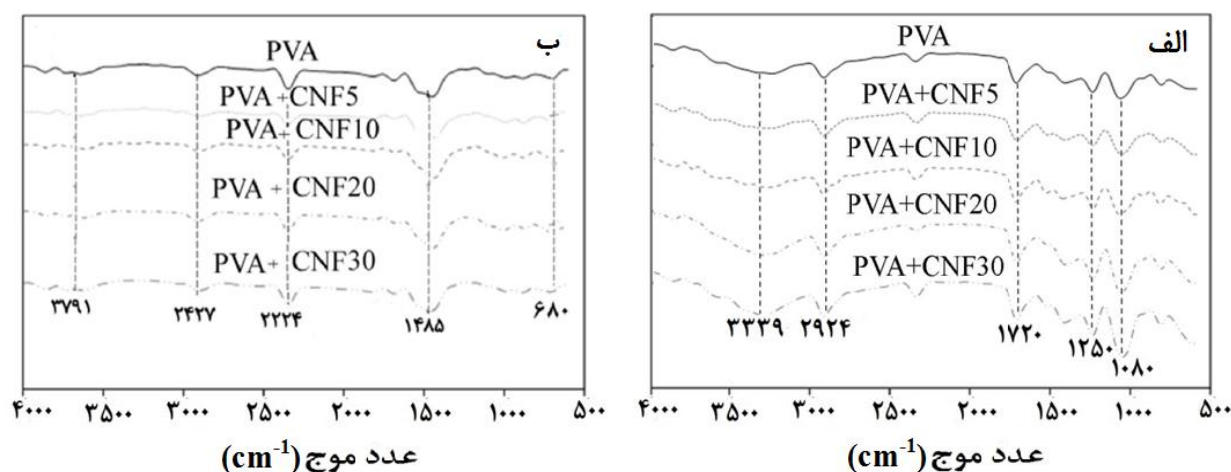 الف
PVA
PVA+CNF5
PVA+CNF10
PVA+CNF20
PVA+CNF30
۳۳۳۹ ۲۹۲۴ ۱۷۲۰ ۱۲۵۰ ۱۰۸۰
۴۰۰۰ ۳۵۰۰ ۲۵۰۰ ۲۰۰۰ ۱۵۰۰ ۱۰۰۰ ۵۰۰
عدد موج (cm⁻¹)
ب
PVA
PVA +CNF5
PVA+ CNF10
PVA + CNF20
PVA+ CNF30
۳۷۹۱ ۲۴۲۷ ۲۲۲۴ ۱۴۸۵ ۶۸۰
۴۰۰۰ ۳۵۰۰ ۳۰۰۰ ۲۵۰۰ ۲۰۰۰ ۱۵۰۰ ۱۰۰۰ ۵۰۰
عدد موج (cm⁻¹)